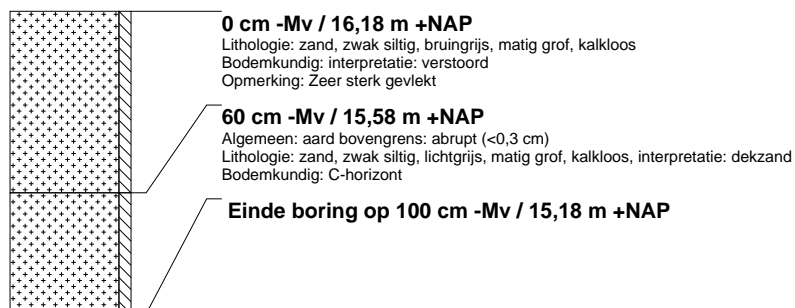 0 cm -Mv / 16,18 m +NAP
Lithologie: zand, zwak siltig, bruingrijs, matig grof, kalkloos
Bodemkundig: interpretatie: verstoord
Opmerking: Zeer sterk gevlekt
60 cm -Mv / 15,58 m +NAP
Algemeen: aard bovengrens: abrupt (<0,3 cm)
Lithologie: zand, zwak siltig, lichtgrijs, matig grof, kalkloos, interpretatie: dekzand
Bodemkundig: C-horizont
Einde boring op 100 cm -Mv / 15,18 m +NAP